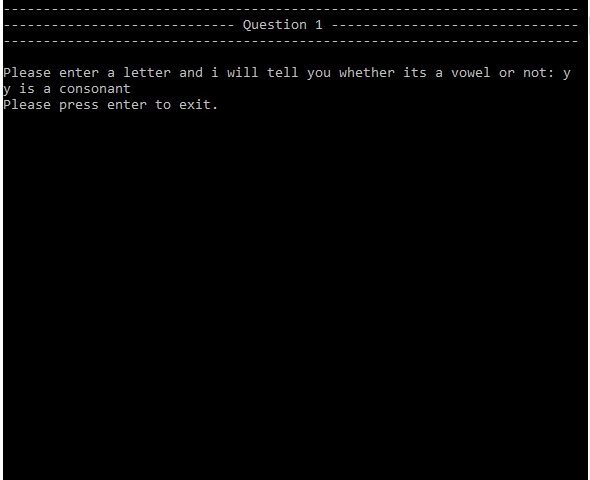 ------------------------------------------------------------------------
----------------------------- Question 1 -------------------------------
------------------------------------------------------------------------
Please enter a letter and i will tell you whether its a vowel or not: y
y is a consonant
Please press enter to exit.